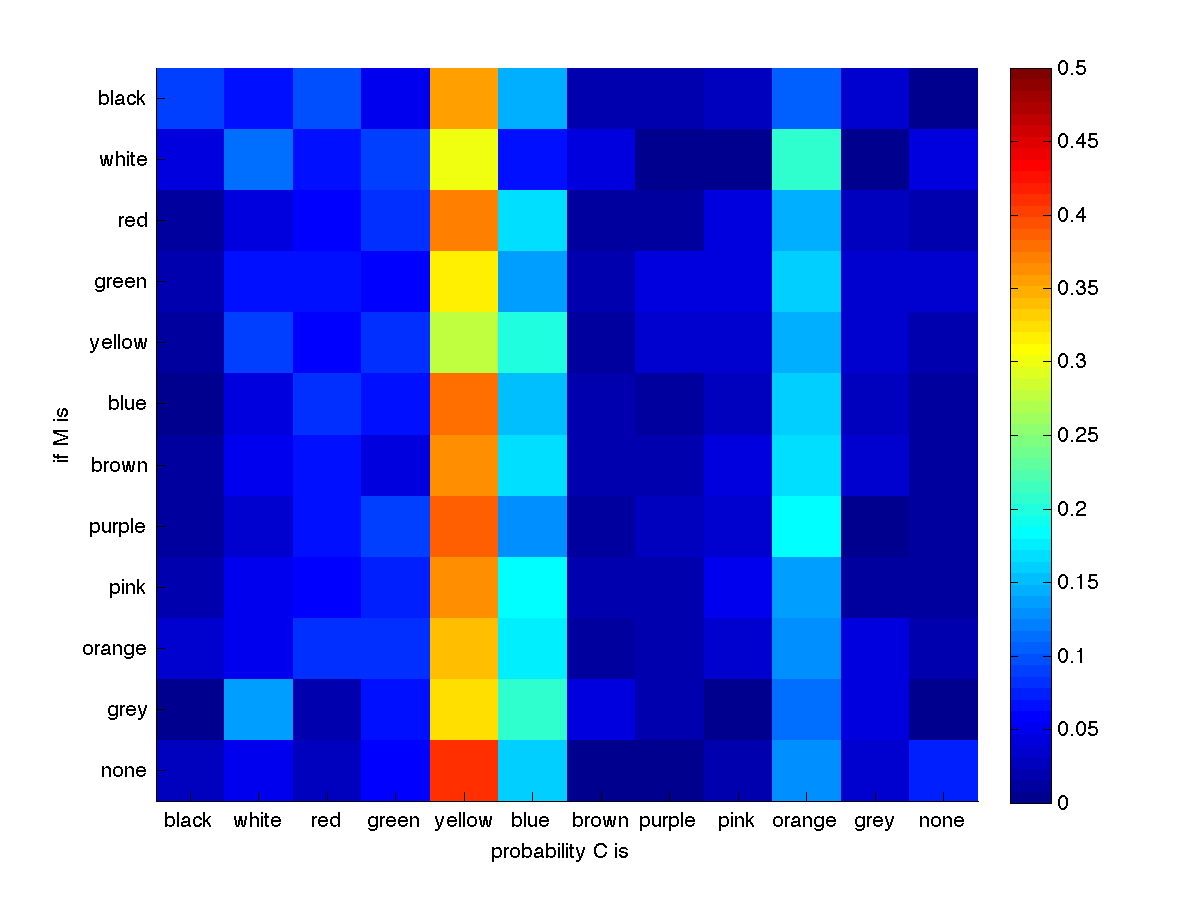 black
white
red
green
yellow
blue
brown
purple
pink
orange
grey
none
if M is
black white red green yellow blue brown purple pink orange grey none
probability C is
0.5
0.45
0.4
0.35
0.3
0.25
0.2
0.15
0.1
0.05
0